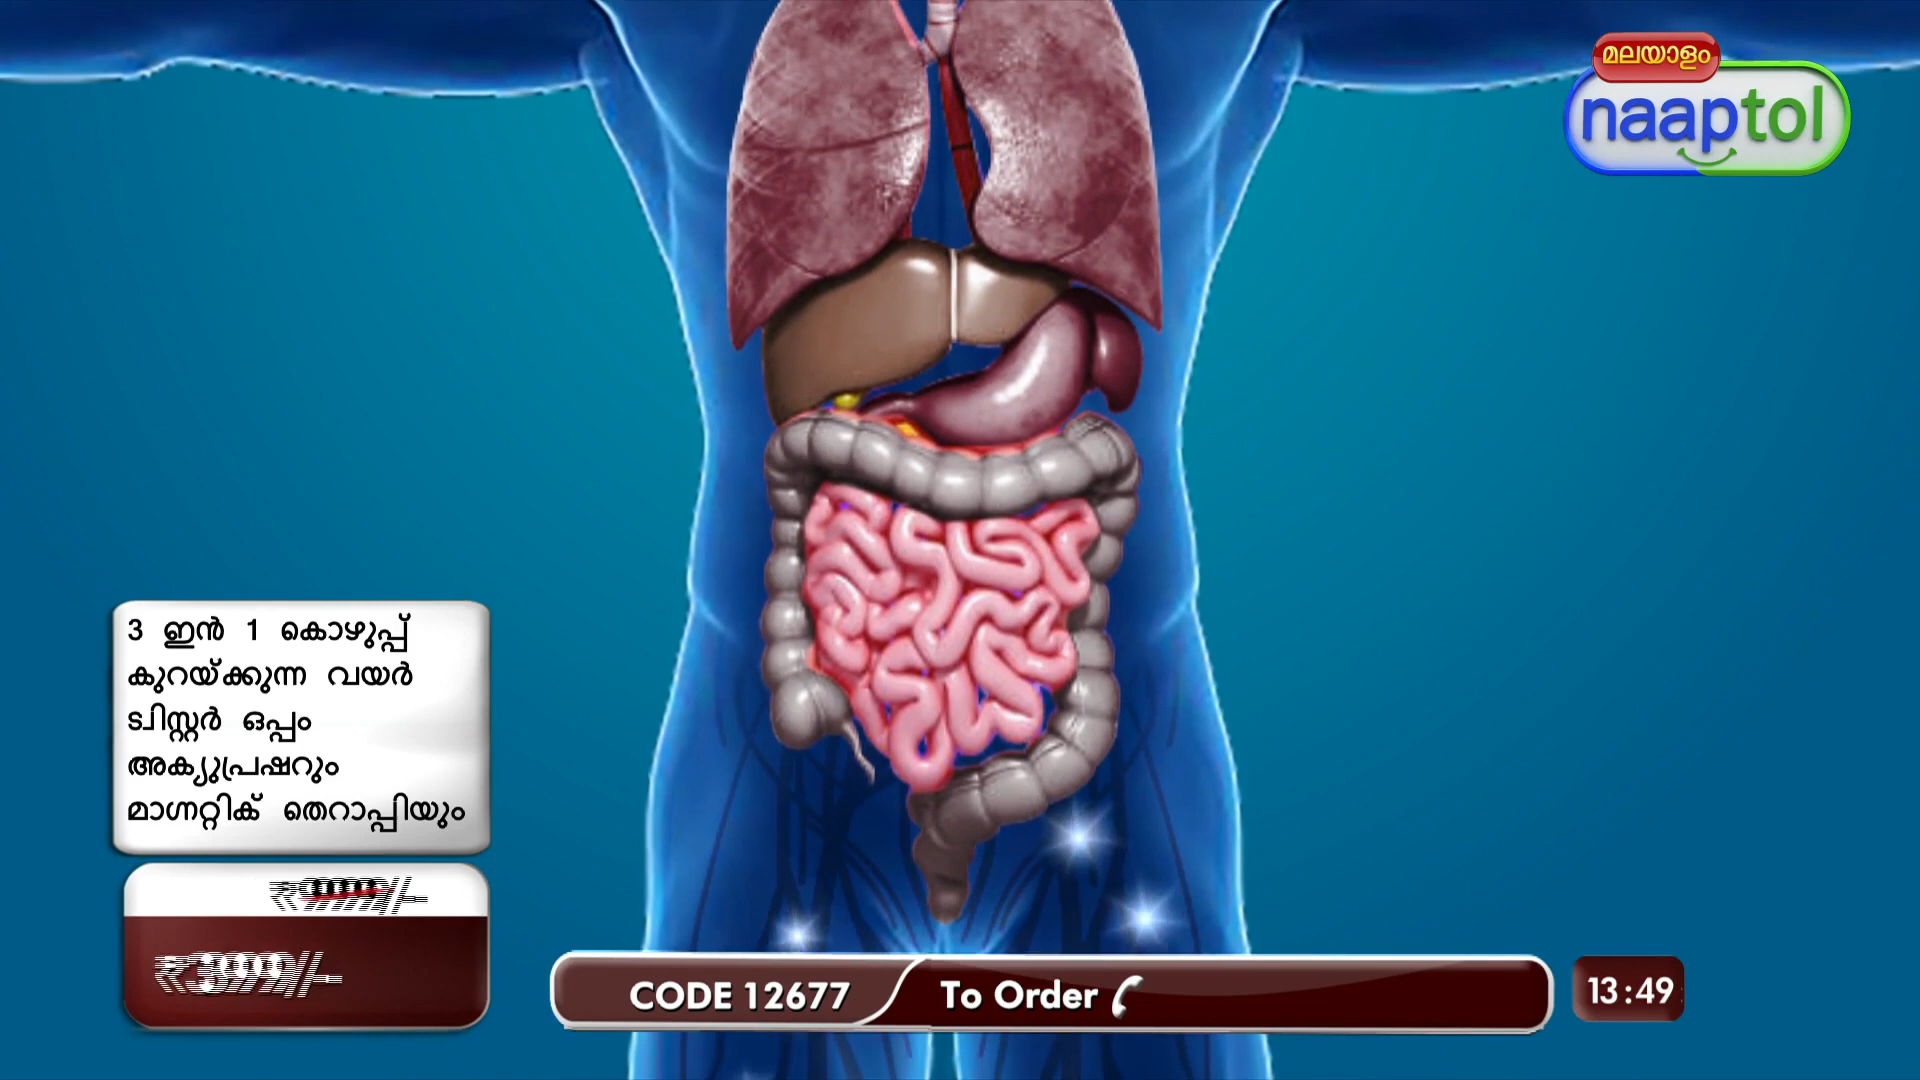 മലയാളം
naaptol
3 ഇൻ 1 കൊഴുപ്പ്
കുറയ്ക്കുന്ന വയർ
ട്വിസ്റ്റർ ഒപ്പം
അക്യുപ്രഷറും
മാഗ്നറ്റിക് തെറാപ്പിയും
CODE 12677
To Order
13:49